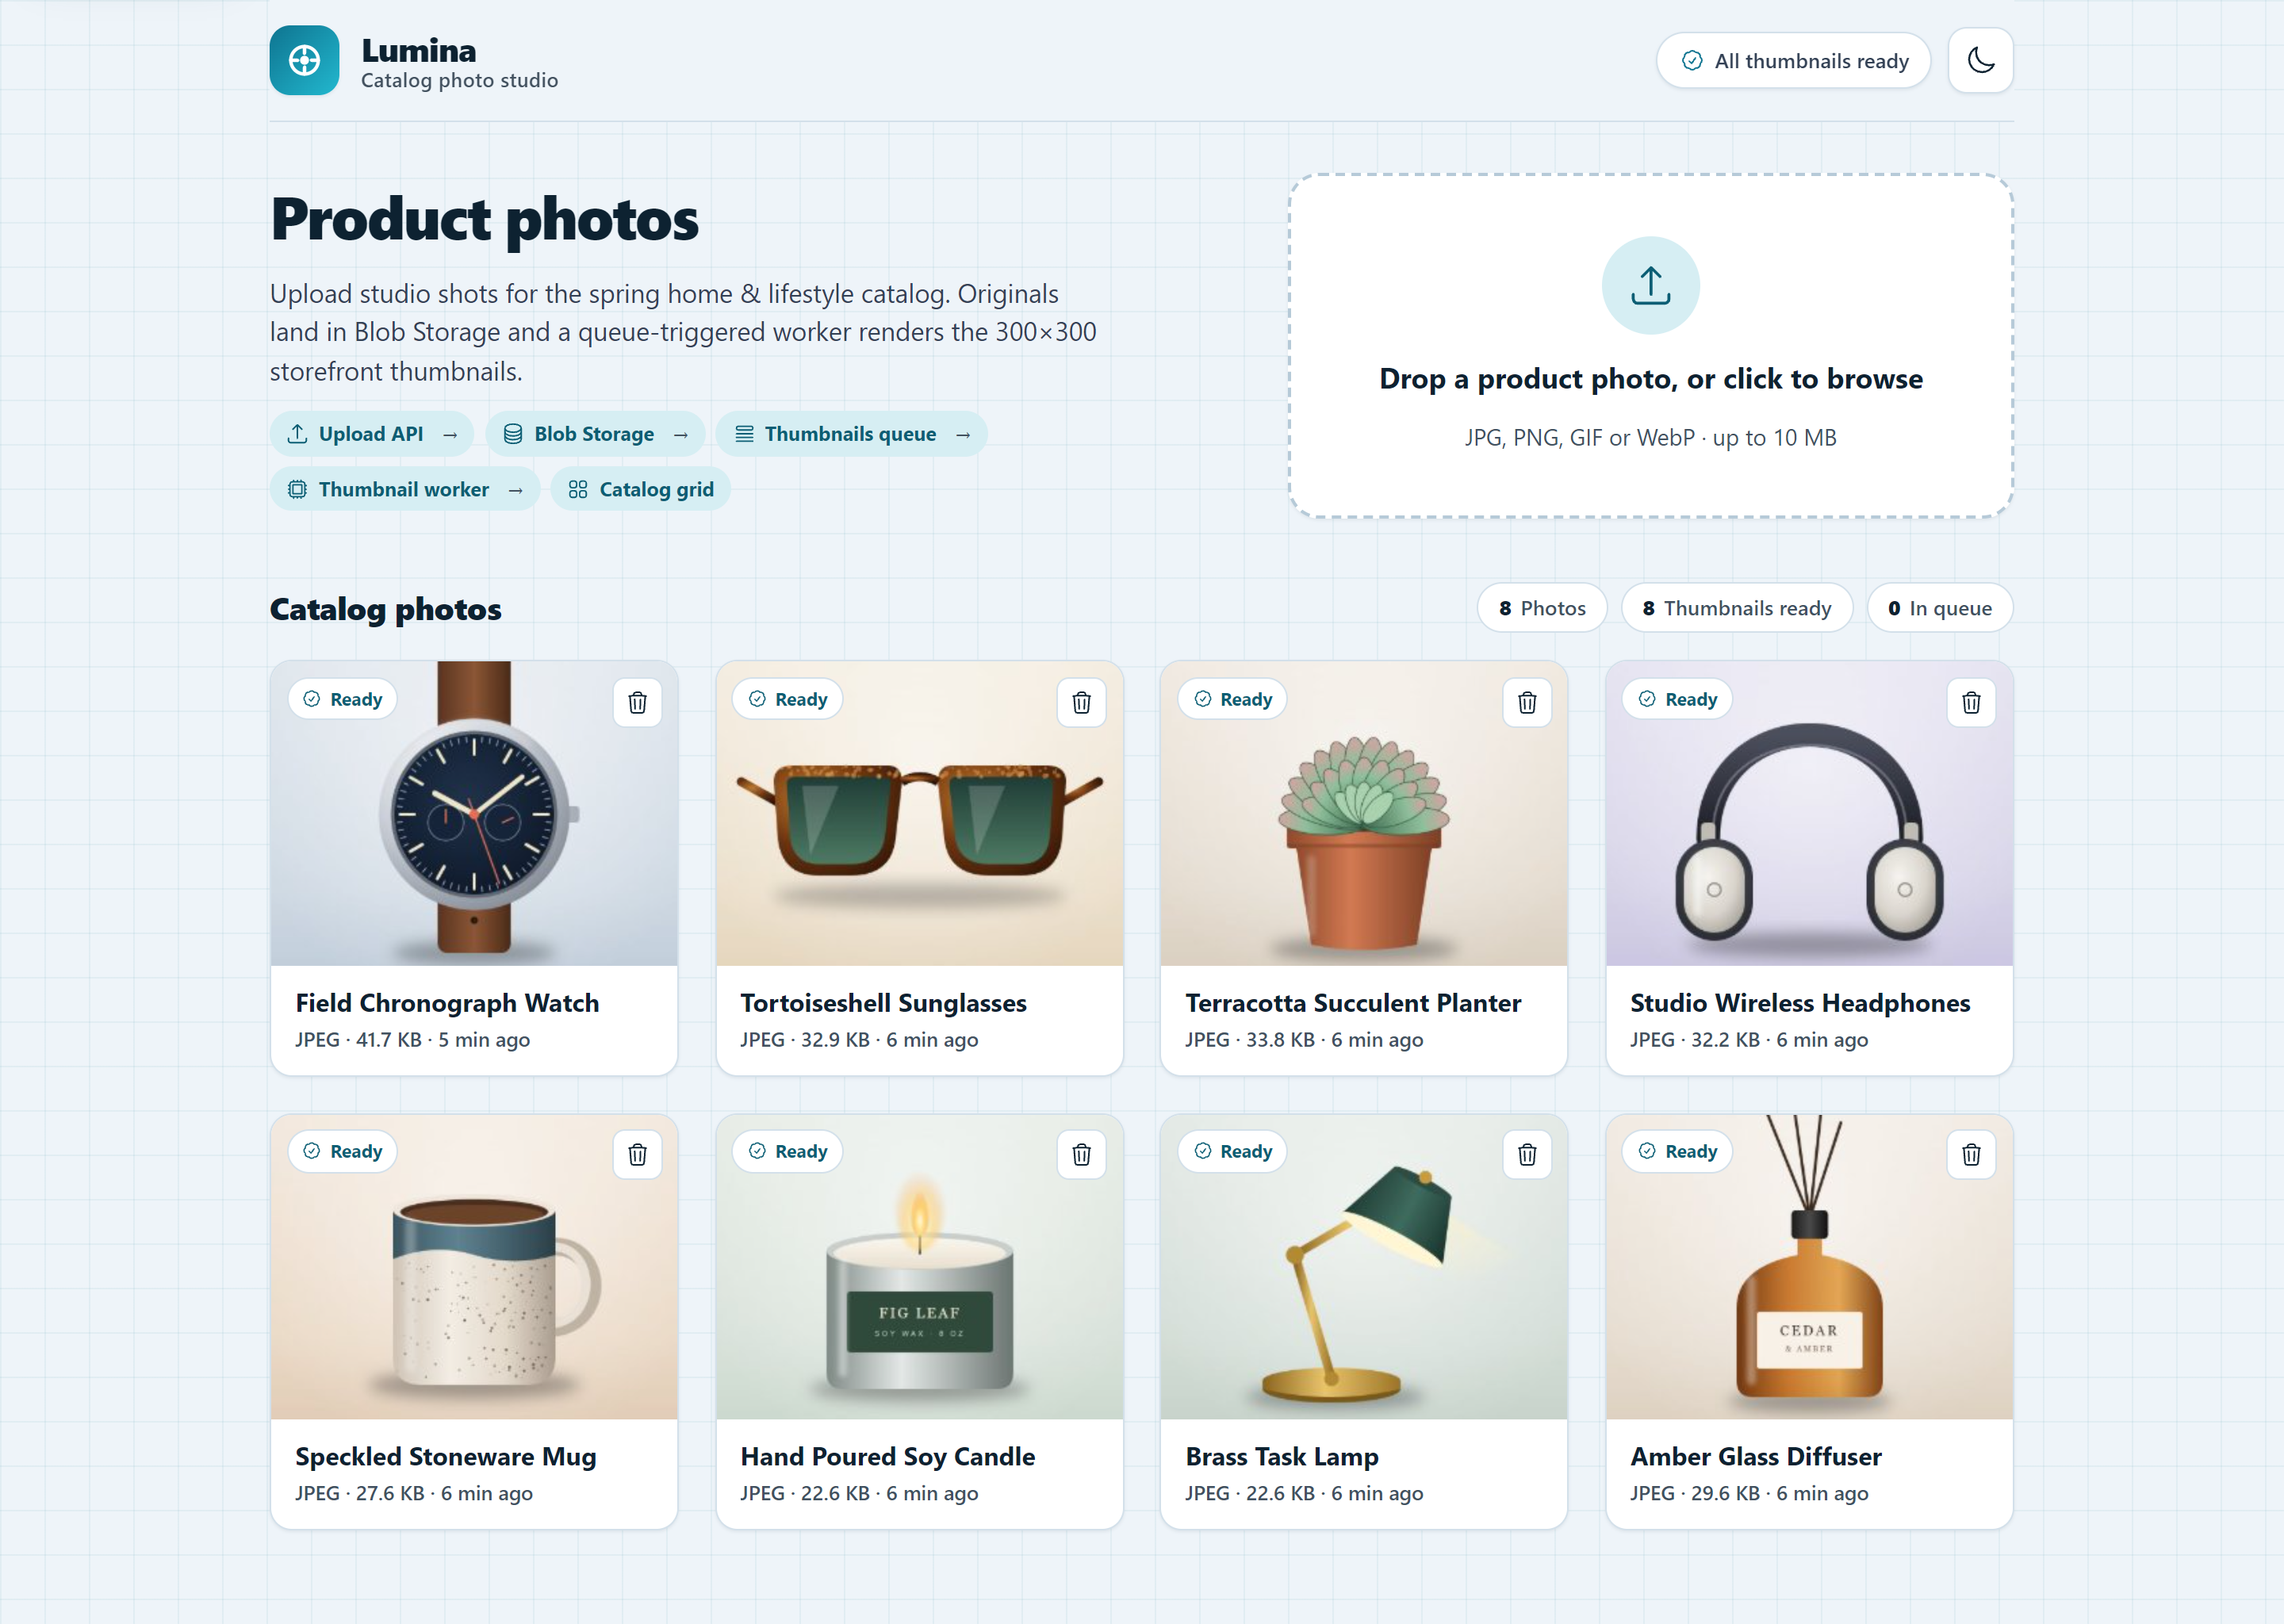 Lumina
Catalog photo studio
All thumbnails ready
Product photos
Upload studio shots for the spring home & lifestyle catalog. Originals
land in Blob Storage and a queue-triggered worker renders the 300×300
storefront thumbnails.
Upload API → Blob Storage → Thumbnails queue →
Thumbnail worker → Catalog grid
Drop a product photo, or click to browse
JPG, PNG, GIF or WebP · up to 10 MB
Catalog photos
8 Photos
8 Thumbnails ready
0 In queue
Ready
Field Chronograph Watch
JPEG · 41.7 KB · 5 min ago
Ready
Tortoiseshell Sunglasses
JPEG · 32.9 KB · 6 min ago
Ready
Terracotta Succulent Planter
JPEG · 33.8 KB · 6 min ago
Ready
Studio Wireless Headphones
JPEG · 32.2 KB · 6 min ago
Ready
Speckled Stoneware Mug
JPEG · 27.6 KB · 6 min ago
Ready
FIG LEAF
SOY WAX · 8 OZ
Hand Poured Soy Candle
JPEG · 22.6 KB · 6 min ago
Ready
Brass Task Lamp
JPEG · 22.6 KB · 6 min ago
Ready
CEDAR
& AMBER
Amber Glass Diffuser
JPEG · 29.6 KB · 6 min ago